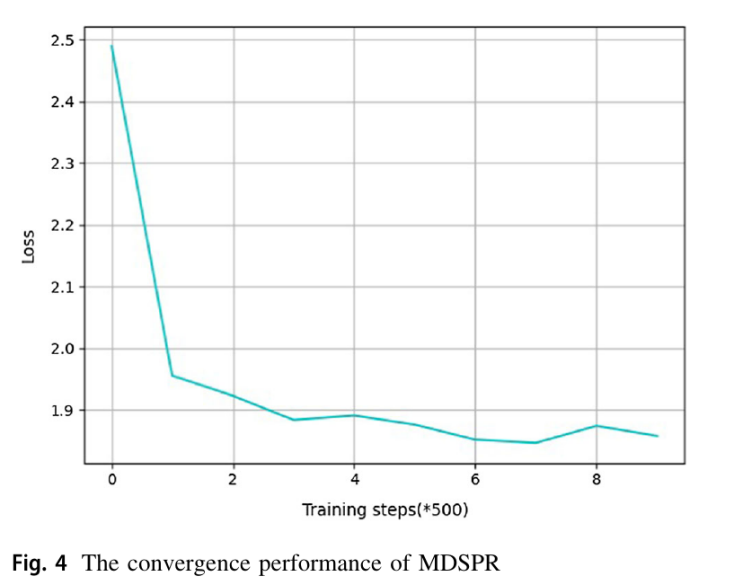 2.5
2.4
2.3
2.2
2.1
2.0
1.9
Loss
0 2 4 6 8
Training steps(*500)
Fig. 4 The convergence performance of MDSPR